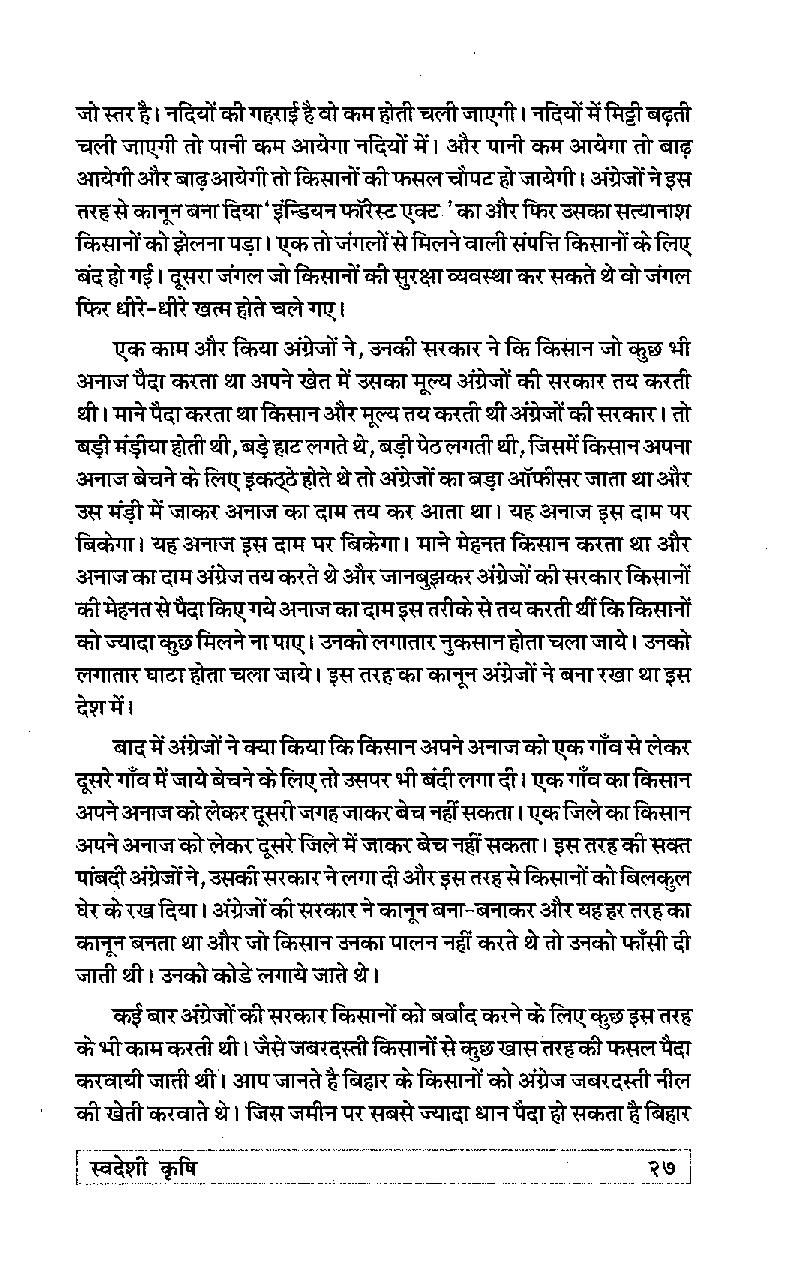 जो स्तर है। नदियों की गहराई है वो कम होती चली जाएगी। नदियों में मिट्टी बढ़ती
चली जाएगी तो पानी कम आयेगा नदियों में। और पानी कम आयेगा तो बाढ़
आयेगी और बाढ़ आयेगी तो किसानों की फसल चौपट हो जायेगी। अंग्रेजों ने इस
तरह से कानून बना दिया 'इंन्डियन फॉरेस्ट एक्ट ' का और फिर उसका सत्यानाश
किसानों को झेलना पड़ा। एक तो जंगलों से मिलने वाली संपत्ति किसानों के लिए
बंद हो गई। दूसरा जंगल जो किसानों की सुरक्षा व्यवस्था कर सकते थे वो जंगल
फिर धीरे-धीरे खत्म होते चले गए।
एक काम और किया अंग्रेजों ने, उनकी सरकार ने कि किसान जो कुछ भी
अनाज पैदा करता था अपने खेत में उसका मूल्य अंग्रेजों की सरकार तय करती
थी। माने पैदा करता था किसान और मूल्य तय करती थी अंग्रेजों की सरकार। तो
बड़ी मंड़ीया होती थी, बड़े हाट लगते थे, बड़ी पेठ लगती थी, जिसमें किसान अपना
अनाज बेचने के लिए इकठ्ठे होते थे तो अंग्रेजों का बड़ा ऑफीसर जाता था और
उस मंड़ी में जाकर अनाज का दाम तय कर आता था। यह अनाज इस दाम पर
बिकेगा। यह अनाज इस दाम पर बिकेगा। माने मेहनत किसान करता था और
अनाज का दाम अंग्रेज तय करते थे और जानबुझकर अंग्रेजों की सरकार किसानों
की मेहनत से पैदा किए गये अनाज का दाम इस तरीके से तय करती थीं कि किसानों
को ज्यादा कुछ मिलने ना पाए। उनको लगातार नुकसान होता चला जाये। उनको
लगातार घाटा होता चला जाये। इस तरह का कानून अंग्रेजों ने बना रखा था इस
देश में।
बाद में अंग्रेजों ने क्या किया कि किसान अपने अनाज को एक गाँव से लेकर
दूसरे गाँव में जाये बेचने के लिए तो उसपर भी बंदी लगा दी। एक गाँव का किसान
अपने अनाज को लेकर दूसरी जगह जाकर बेच नहीं सकता। एक जिले का किसान
अपने अनाज को लेकर दूसरे जिले में जाकर बेच नहीं सकता। इस तरह की सक्त
पांबदी अंग्रेजों ने, उसकी सरकार ने लगा दी और इस तरह से किसानों को बिलकुल
घेर के रख दिया। अंग्रेजों की सरकार ने कानून बना-बनाकर और यह हर तरह का
कानून बनता था और जो किसान उनका पालन नहीं करते थे तो उनको फाँसी दी
जाती थी। उनको कोडे लगाये जाते थे।
कई बार अंग्रेजों की सरकार किसानों को बर्बाद करने के लिए कुछ इस तरह
के भी काम करती थी। जैसे जबरदस्ती किसानों से कुछ खास तरह की फसल पैदा
करवायी जाती थी। आप जानते है बिहार के किसानों को अंग्रेज जबरदस्ती नील
की खेती करवाते थे। जिस जमीन पर सबसे ज्यादा धान पैदा हो सकता है बिहार
स्वदेशी कृषि २७